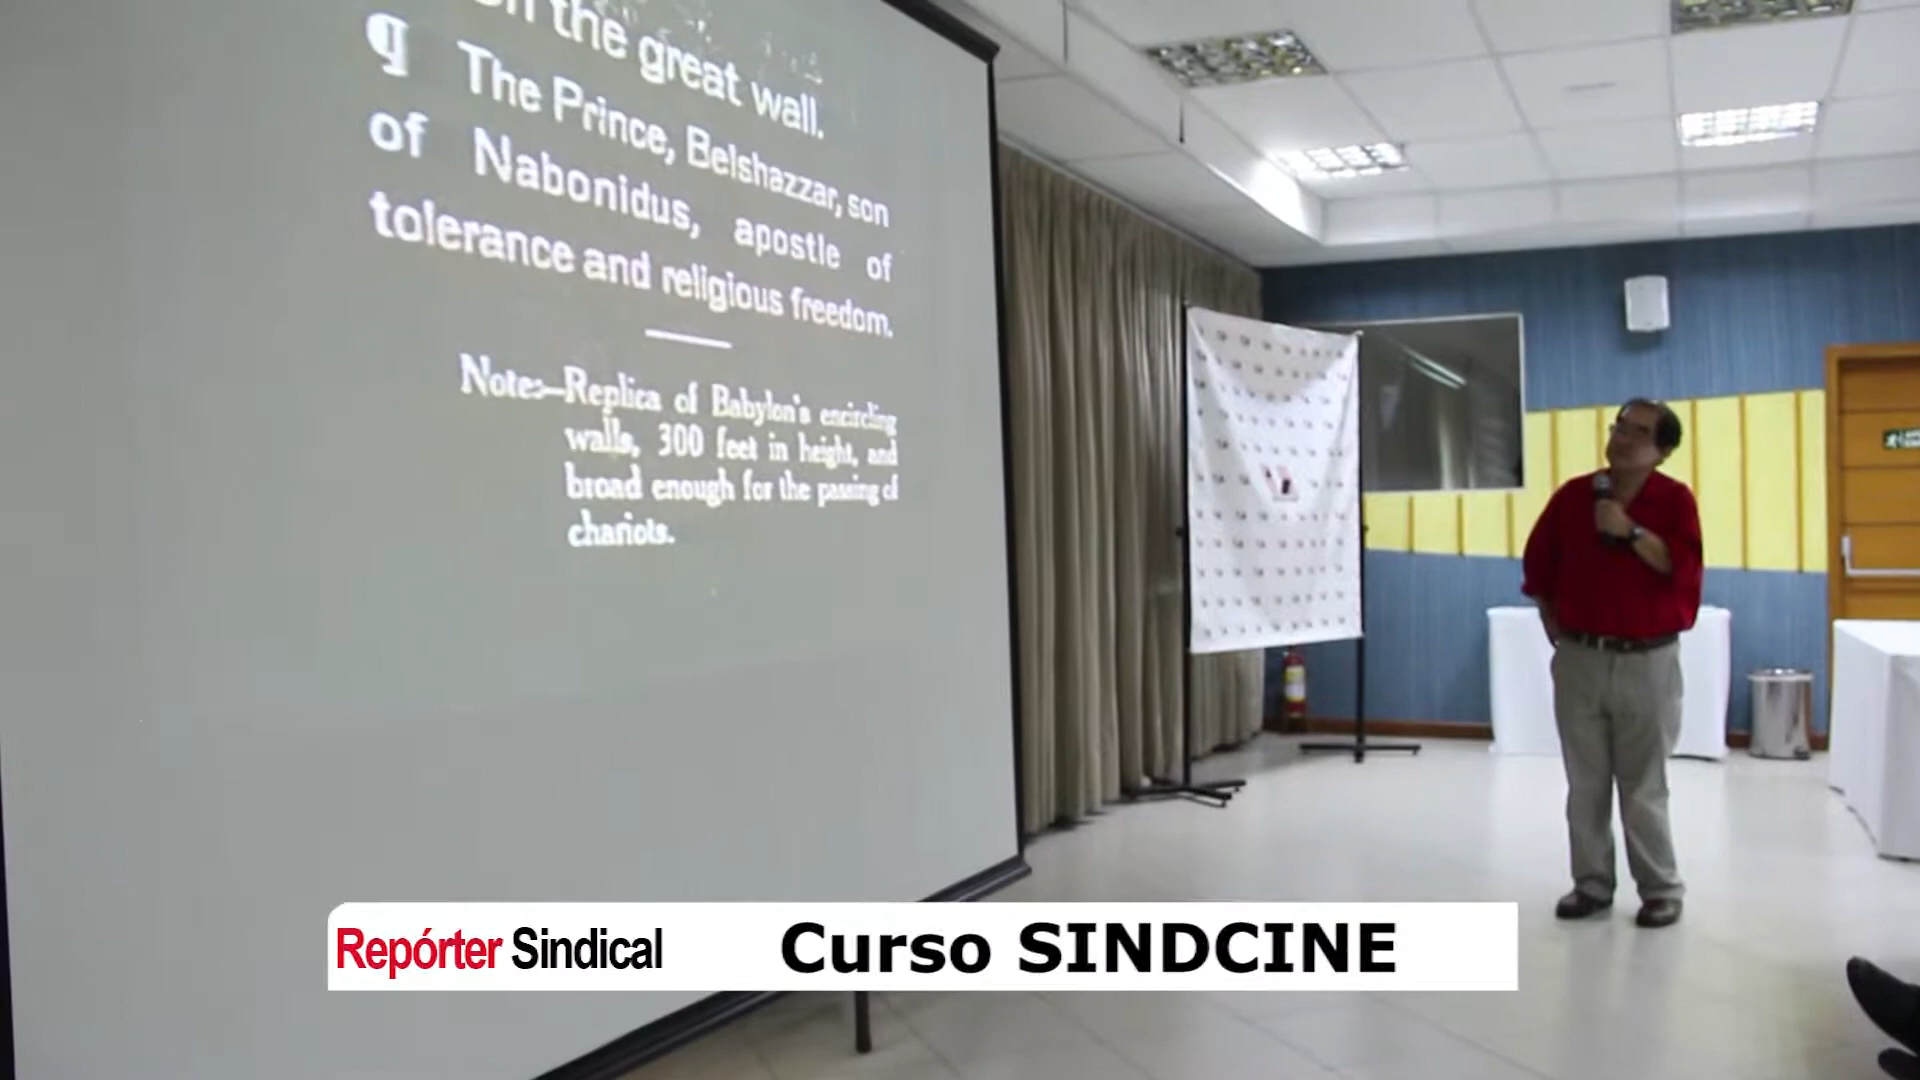 on the great wall.
¶ The Prince, Belshazzar, son
of Nabonidus, apostle of
tolerance and religious freedom.
Note:—Replica of Babylon's encircling
walls, 300 feet in height, and
broad enough for the passing of
chariots.
Repórter Sindical
Curso SINDCINE